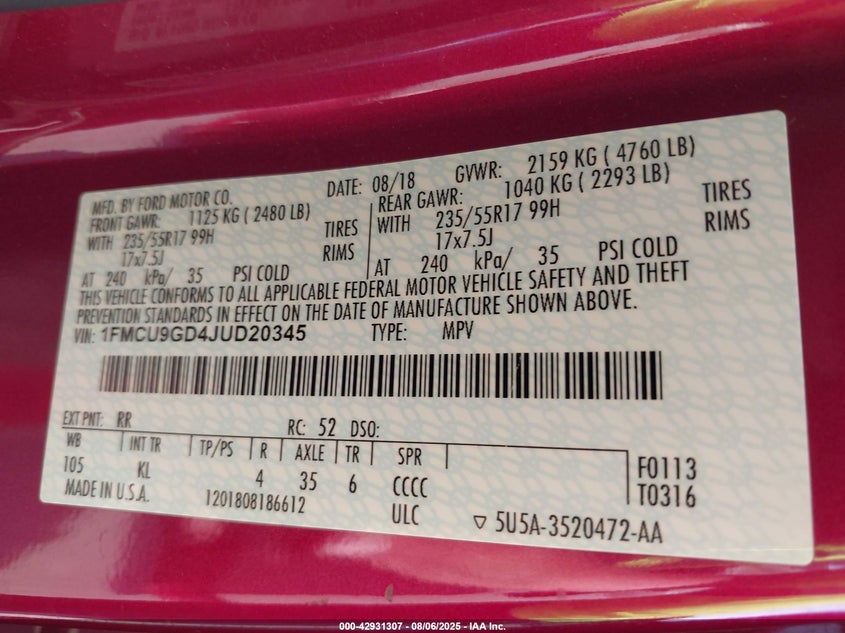 MFD. BY FORD MOTOR CO. DATE: 08/18 GVWR: 2159 KG ( 4760 LB)
FRONT GAWR: 1125 KG ( 2480 LB) REAR GAWR: 1040 KG ( 2293 LB)
WITH 235/55R17 99H TIRES WITH 235/55R17 99H TIRES
17x7.5J RIMS 17x7.5J RIMS
AT 240 kPa/ 35 PSI COLD AT 240 kPa/ 35 PSI COLD
THIS VEHICLE CONFORMS TO ALL APPLICABLE FEDERAL MOTOR VEHICLE SAFETY AND THEFT
PREVENTION STANDARDS IN EFFECT ON THE DATE OF MANUFACTURE SHOWN ABOVE.
VIN: 1FMCU9GD4JUD20345 TYPE: MPV
EXT PNT: RR RC: 52 DSO:
WB INT TR TP/PS R AXLE TR SPR F0113
105 KL 4 35 6 CCCC T0316
MADE IN U.S.A. 1201808186612 ULC 5U5A-3520472-AA
000-42931307 - 08/06/2025 - IAA Inc.